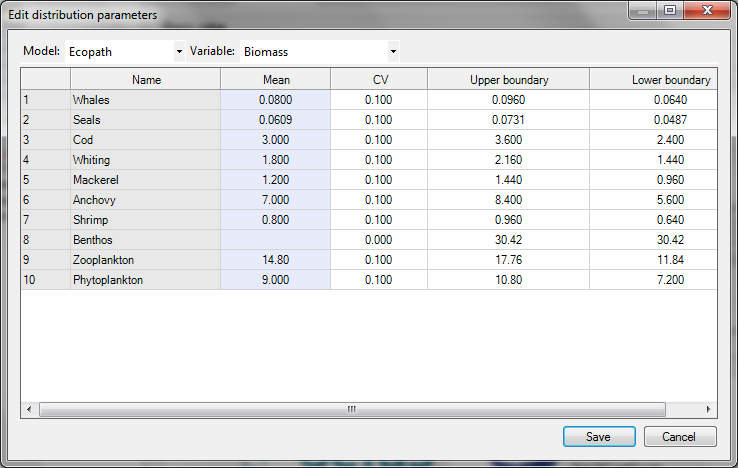 Edit distribution parameters
Model: Ecopath Variable: Biomass
Name Mean CV Upper boundary Lower boundary
1 Whales 0.0800 0.100 0.0960 0.0640
2 Seals 0.0609 0.100 0.0731 0.0487
3 Cod 3.000 0.100 3.600 2.400
4 Whiting 1.800 0.100 2.160 1.440
5 Mackerel 1.200 0.100 1.440 0.960
6 Anchovy 7.000 0.100 8.400 5.600
7 Shrimp 0.800 0.100 0.960 0.640
8 Benthos 0.000 30.42 30.42
9 Zooplankton 14.80 0.100 17.76 11.84
10 Phytoplankton 9.000 0.100 10.80 7.200
Save Cancel